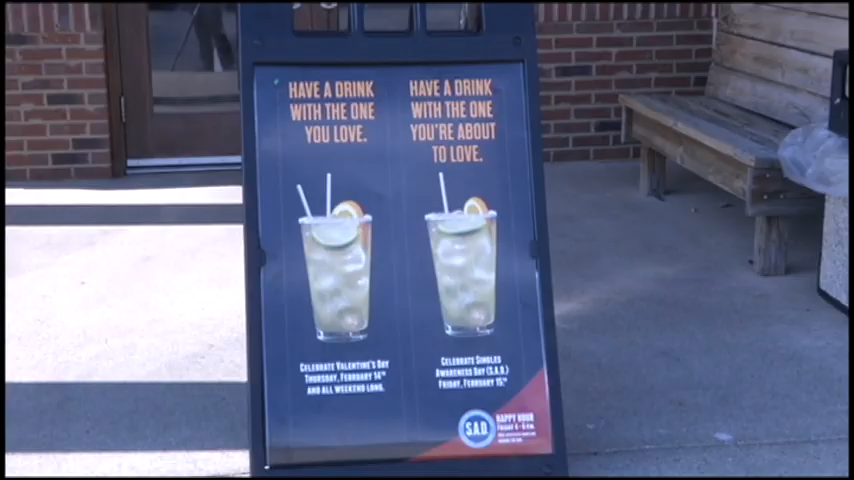 HAVE A DRINK
WITH THE ONE
YOU LOVE.
HAVE A DRINK
WITH THE ONE
YOU'RE ABOUT
TO LOVE.
CELEBRATE VALENTINE'S DAY
THURSDAY, FEBRUARY 14TH
AND ALL WEEKEND LONG.
CELEBRATE SINGLES
AWARENESS DAY (S.A.D.)
FRIDAY, FEBRUARY 15TH
S.A.D.
HAPPY HOUR